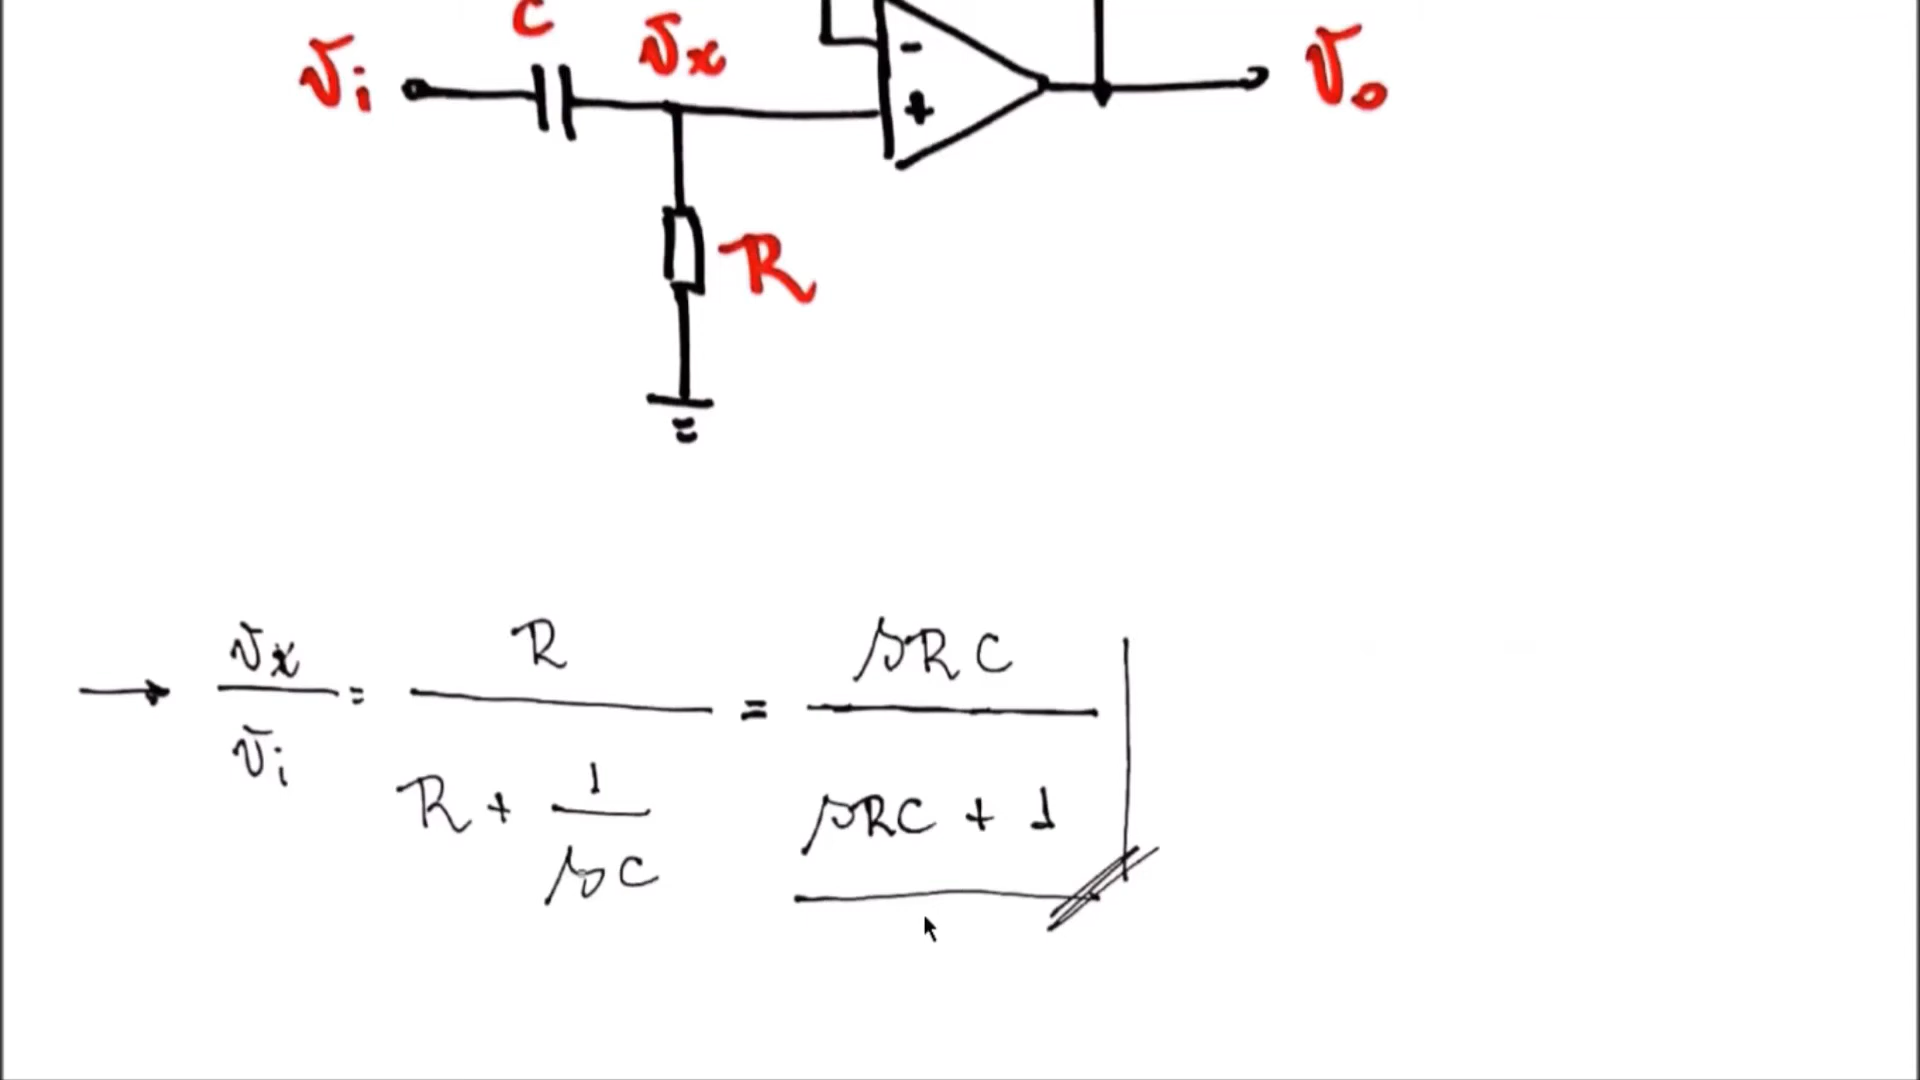 C
Vi Vx - Vo
+
R
→ Vx/Vi = R/(R + 1/sC) = sRC/(sRC + 1)